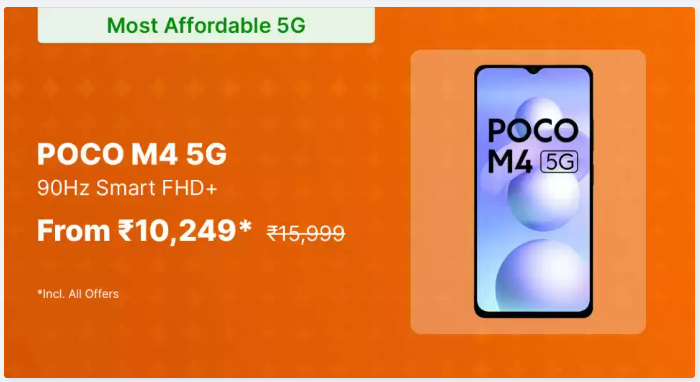 Most Affordable 5G
POCO M4 5G
90Hz Smart FHD+
From ₹10,249* ₹15,999
*Incl. All Offers
POCO
M4 5G